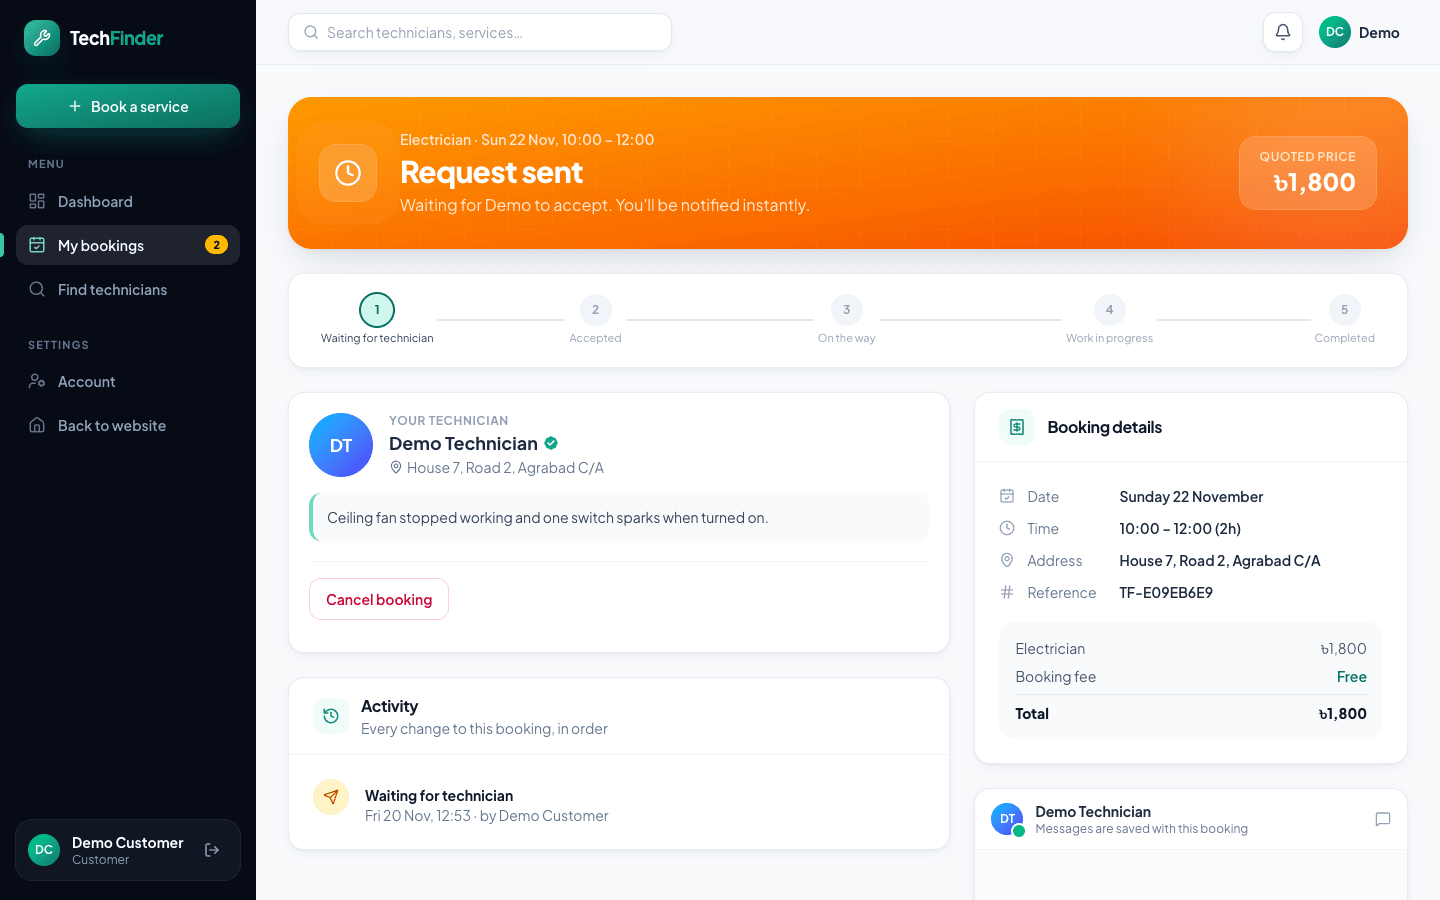 TechFinder
Search technicians, services…
DC Demo
Book a service
MENU
Dashboard
My bookings 2
Find technicians
SETTINGS
Account
Back to website
DC Demo Customer
Customer
Electrician · Sun 22 Nov, 10:00 – 12:00
Request sent
Waiting for Demo to accept. You'll be notified instantly.
QUOTED PRICE
৳1,800
1 2 3 4 5
Waiting for technician Accepted On the way Work in progress Completed
DT
YOUR TECHNICIAN
Demo Technician
House 7, Road 2, Agrabad C/A
Ceiling fan stopped working and one switch sparks when turned on.
Cancel booking
Activity
Every change to this booking, in order
Waiting for technician
Fri 20 Nov, 12:53 · by Demo Customer
Booking details
Date Sunday 22 November
Time 10:00 – 12:00 (2h)
Address House 7, Road 2, Agrabad C/A
Reference TF-E09EB6E9
Electrician ৳1,800
Booking fee Free
Total ৳1,800
DT Demo Technician
Messages are saved with this booking